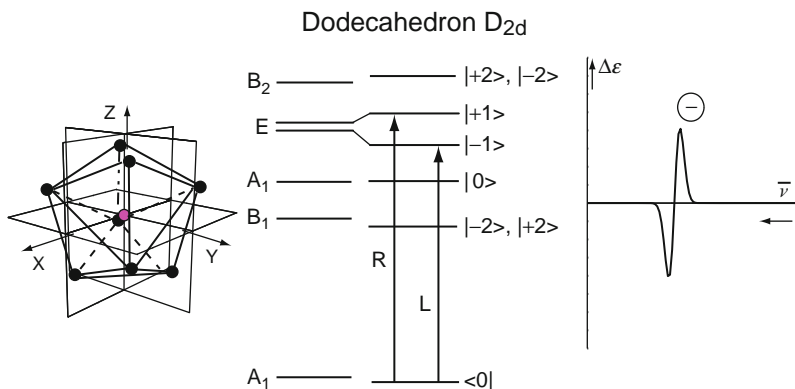 Dodecahedron D2d
Z
X
Y
B2
E
A1
B1
A1
|+2>, |−2>
|+1>
|−1>
|0>
|−2>, |+2>
<0|
R
L
Δε
−
ν̅